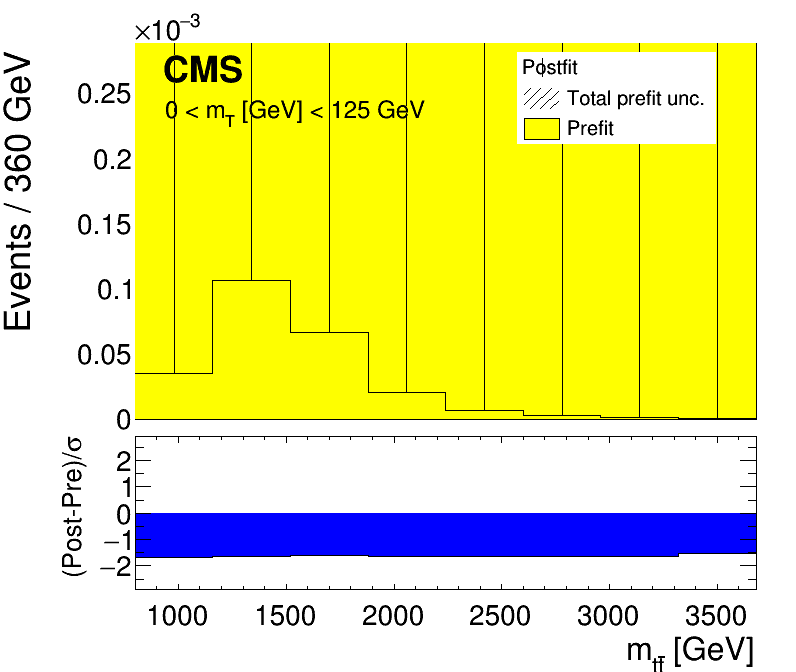 ×10⁻³
CMS
0 < m_T [GeV] < 125 GeV
Postfit
Total prefit unc.
Prefit
Events / 360 GeV
0.25
0.2
0.15
0.1
0.05
0
(Post-Pre)/σ
2
1
0
−1
−2
1000 1500 2000 2500 3000 3500
m_tt̄ [GeV]